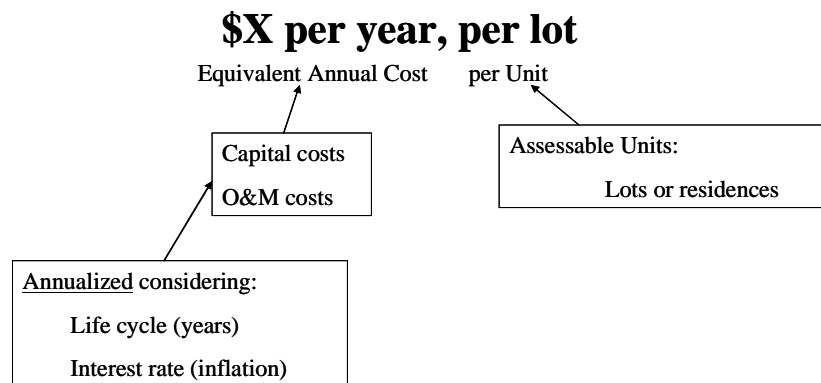 $X per year, per lot
Equivalent Annual Cost per Unit
Capital costs
O&M costs
Assessable Units:
Lots or residences
Annualized considering:
Life cycle (years)
Interest rate (inflation)